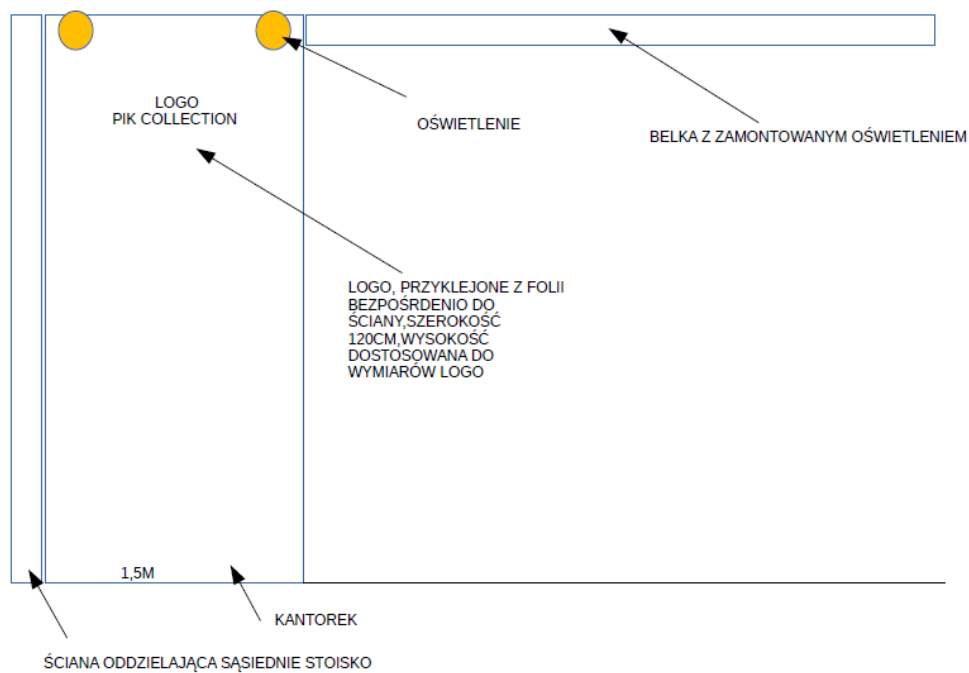 LOGO
PIK COLLECTION
OŚWIETLENIE
BELKA Z ZAMONTOWANYM OŚWIETLENIEM
LOGO, PRZYKLEJONE Z FOLII
BEZPOŚRDENIO DO
ŚCIANY,SZEROKOŚĆ
120CM,WYSOKOŚĆ
DOSTOSOWANA DO
WYMIARÓW LOGO
1,5M
KANTOREK
ŚCIANA ODDZIELAJĄCA SĄSIEDNIE STOISKO